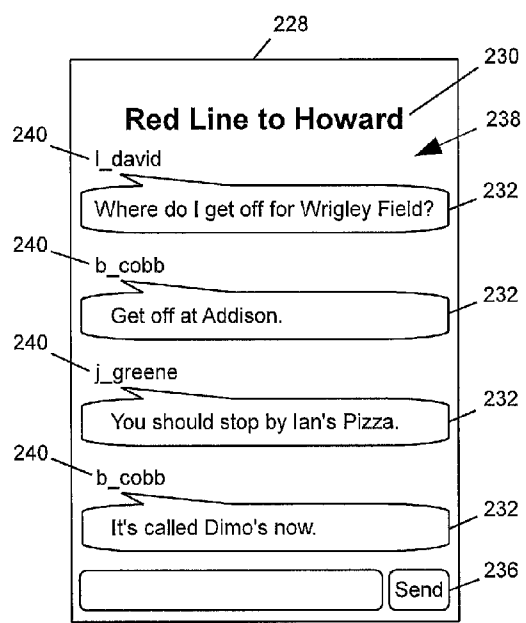 228
230
Red Line to Howard
238
240
l_david
232
Where do I get off for Wrigley Field?
240
b_cobb
232
Get off at Addison.
240
j_greene
232
You should stop by Ian's Pizza.
240
b_cobb
232
It's called Dimo's now.
236
Send